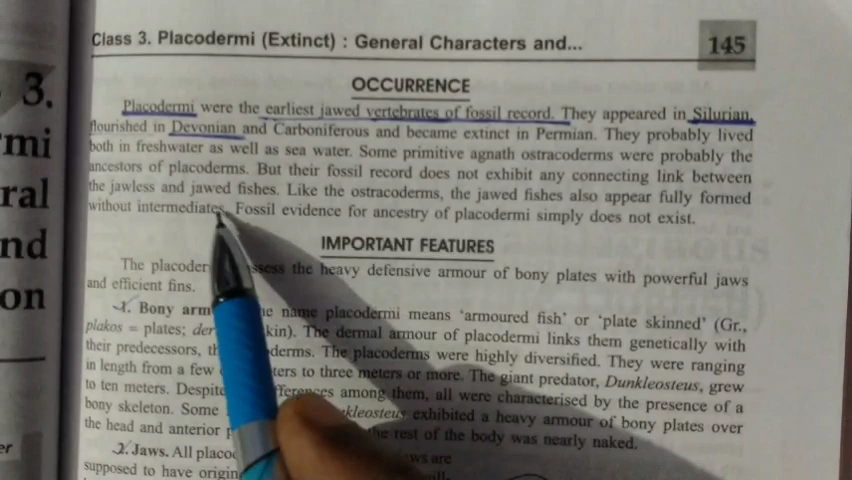 3.
rmi
ral
nd
on
er
Class 3. Placodermi (Extinct) : General Characters and...
145
OCCURRENCE
Placodermi were the earliest jawed vertebrates of fossil record. They appeared in Silurian,
flourished in Devonian and Carboniferous and became extinct in Permian. They probably lived
both in freshwater as well as sea water. Some primitive agnath ostracoderms were probably the
ancestors of placoderms. But their fossil record does not exhibit any connecting link between
the jawless and jawed fishes. Like the ostracoderms, the jawed fishes also appear fully formed
without intermediates. Fossil evidence for ancestry of placodermi simply does not exist.
IMPORTANT FEATURES
The placoder ssess the heavy defensive armour of bony plates with powerful jaws
and efficient fins.
1. Bony arm e name placodermi means 'armoured fish' or 'plate skinned' (Gr.,
plakos = plates; der kin). The dermal armour of placodermi links them genetically with
their predecessors, th derms. The placoderms were highly diversified. They were ranging
in length from a few ters to three meters or more. The giant predator, Dunkleosteus, grew
to ten meters. Despit fferences among them, all were characterised by the presence of a
bony skeleton. Some kleosteus exhibited a heavy armour of bony plates over
the head and anterior p the rest of the body was nearly naked.
2. Jaws. All placo ws are
supposed to have origin